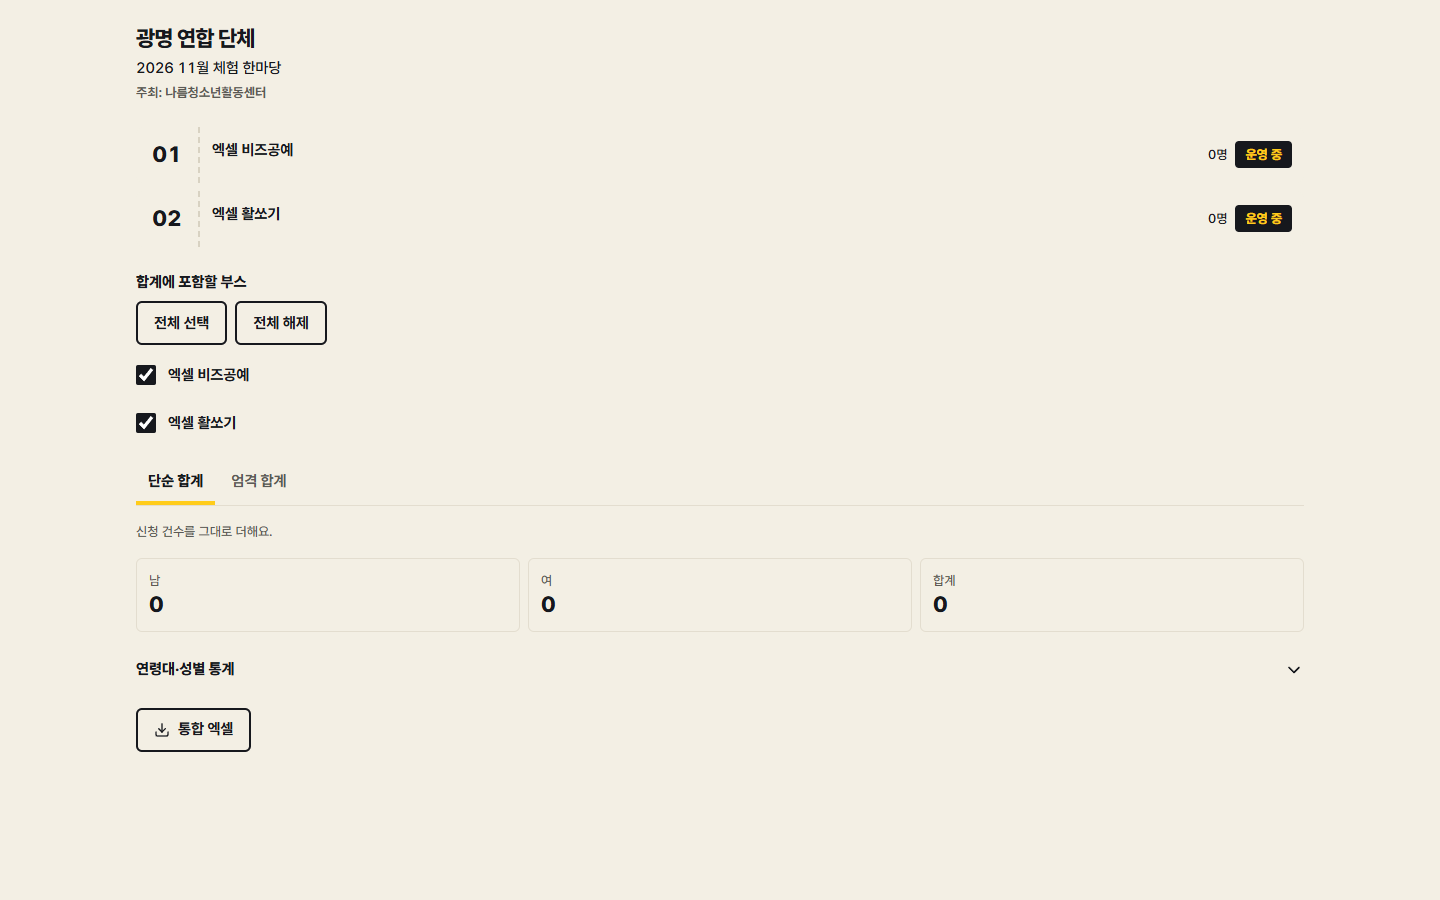 광명 연합 단체
2026 11월 체험 한마당
주최: 나름청소년활동센터
01 엑셀 비즈공예 0명 운영 중
02 엑셀 활쏘기 0명 운영 중
합계에 포함할 부스
전체 선택 전체 해제
엑셀 비즈공예
엑셀 활쏘기
단순 합계 엄격 합계
신청 건수를 그대로 더해요.
남 여 합계
0 0 0
연령대·성별 통계
통합 엑셀